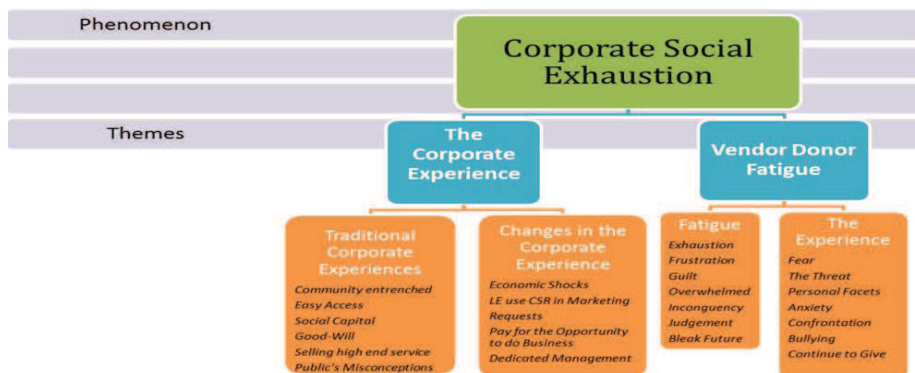 Phenomenon
Corporate Social
Exhaustion
Themes
The
Corporate
Experience
Vendor Donor
Fatigue
Traditional
Corporate
Experiences
Community entrenched
Easy Access
Social Capital
Good-Will
Selling high end service
Public's Misconceptions
Changes in the
Corporate
Experience
Economic Shocks
LE use CSR in Marketing
Requests
Pay for the Opportunity
to do Business
Dedicated Management
Fatigue
Exhaustion
Frustration
Guilt
Overwhelmed
Inconguency
Judgement
Bleak Future
The
Experience
Fear
The Threat
Personal Facets
Anxiety
Confrontation
Bullying
Continue to Give